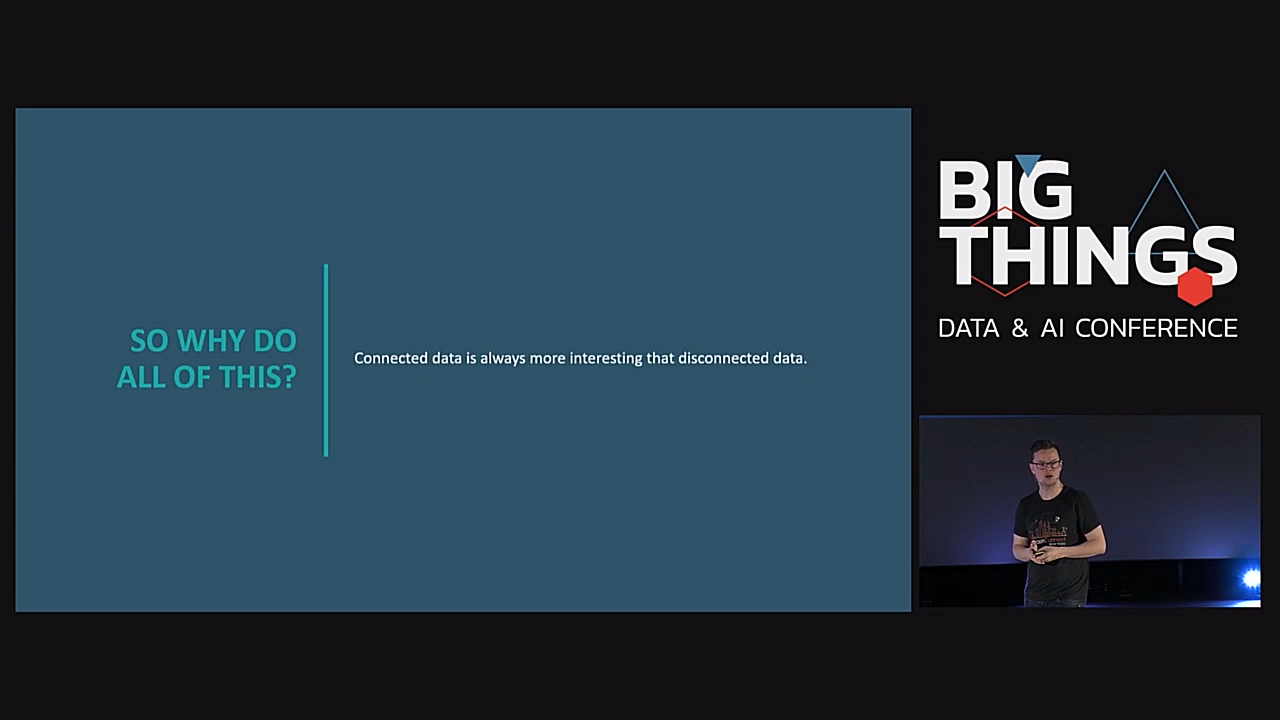 SO WHY DO
ALL OF THIS?
Connected data is always more interesting that disconnected data.
BIG
THINGS
DATA & AI CONFERENCE